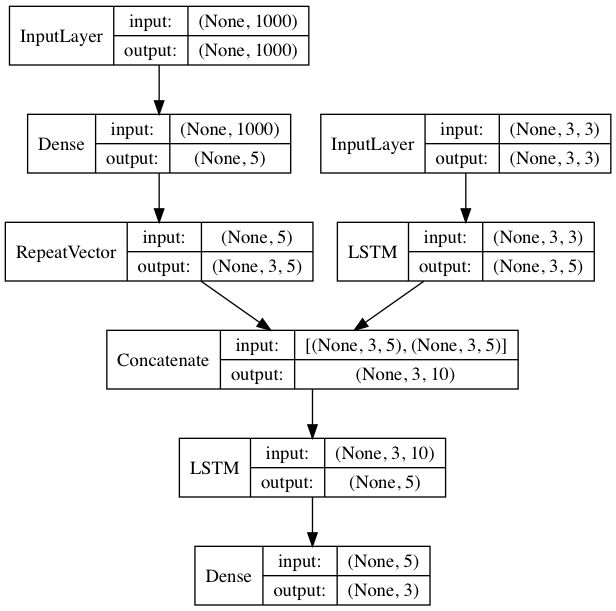 InputLayer input: (None, 1000)
output: (None, 1000)
Dense input: (None, 1000)
output: (None, 5)
InputLayer input: (None, 3, 3)
output: (None, 3, 3)
RepeatVector input: (None, 5)
output: (None, 3, 5)
LSTM input: (None, 3, 3)
output: (None, 3, 5)
Concatenate input: [(None, 3, 5), (None, 3, 5)]
output: (None, 3, 10)
LSTM input: (None, 3, 10)
output: (None, 5)
Dense input: (None, 5)
output: (None, 3)